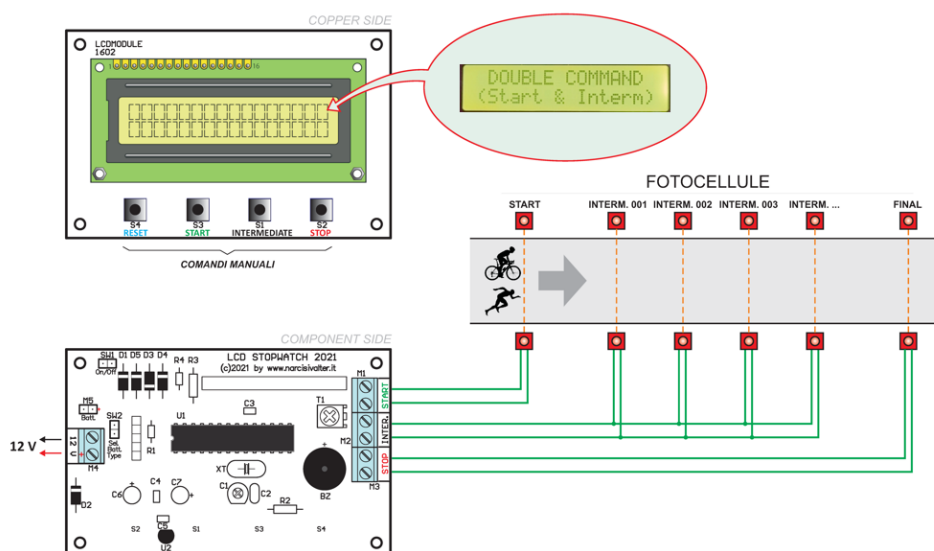 COPPER SIDE
LCDMODULE
1602
1 16
DOUBLE COMMAND
(Start & Interm)
S4 S3 S1 S2
RESET START INTERMEDIATE STOP
COMANDI MANUALI
FOTOCELLULE
START INTERM. 001 INTERM. 002 INTERM. 003 INTERM. ... FINAL
COMPONENT SIDE
LCD STOPWATCH 2021
(c)2021 by www.narcisivalter.it
SW1
On/Off
D1 D5 D3 D4
R4 R3
M1
START
M5
Batt.
SW2
Sel.
Batt.
Type
R1
U1
C3
T1
M2
INTER.
12 V
12 V
+
M4
STOP
M3
XT
+
BZ
D2
C6
+
C4
C7
+
C1
C2
R2
C5
U2
S2 S1 S3 S4